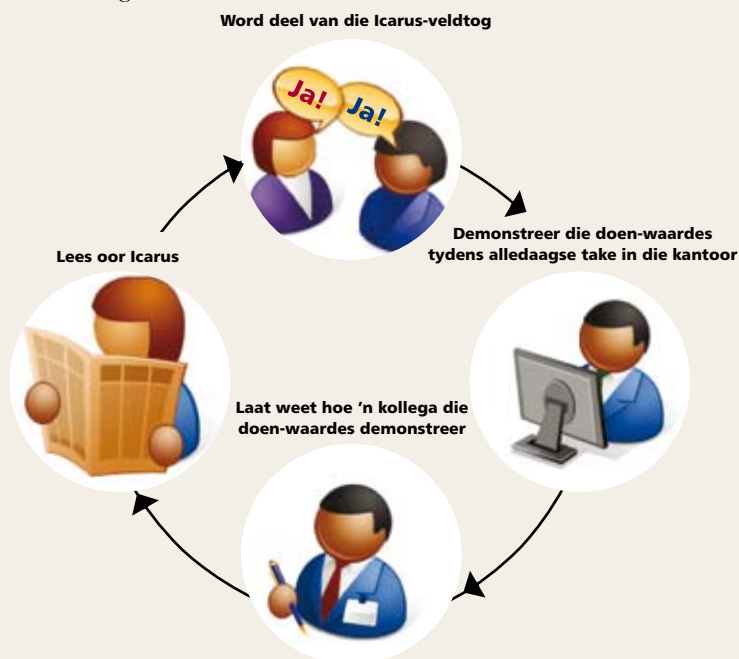 Word deel van die Icarus-veldtog
Ja!
Ja!
Demonstreer die doen-waardes
tydens alledaagse take in die kantoor
Lees oor Icarus
Laat weet hoe ’n kollega die
doen-waardes demonstreer